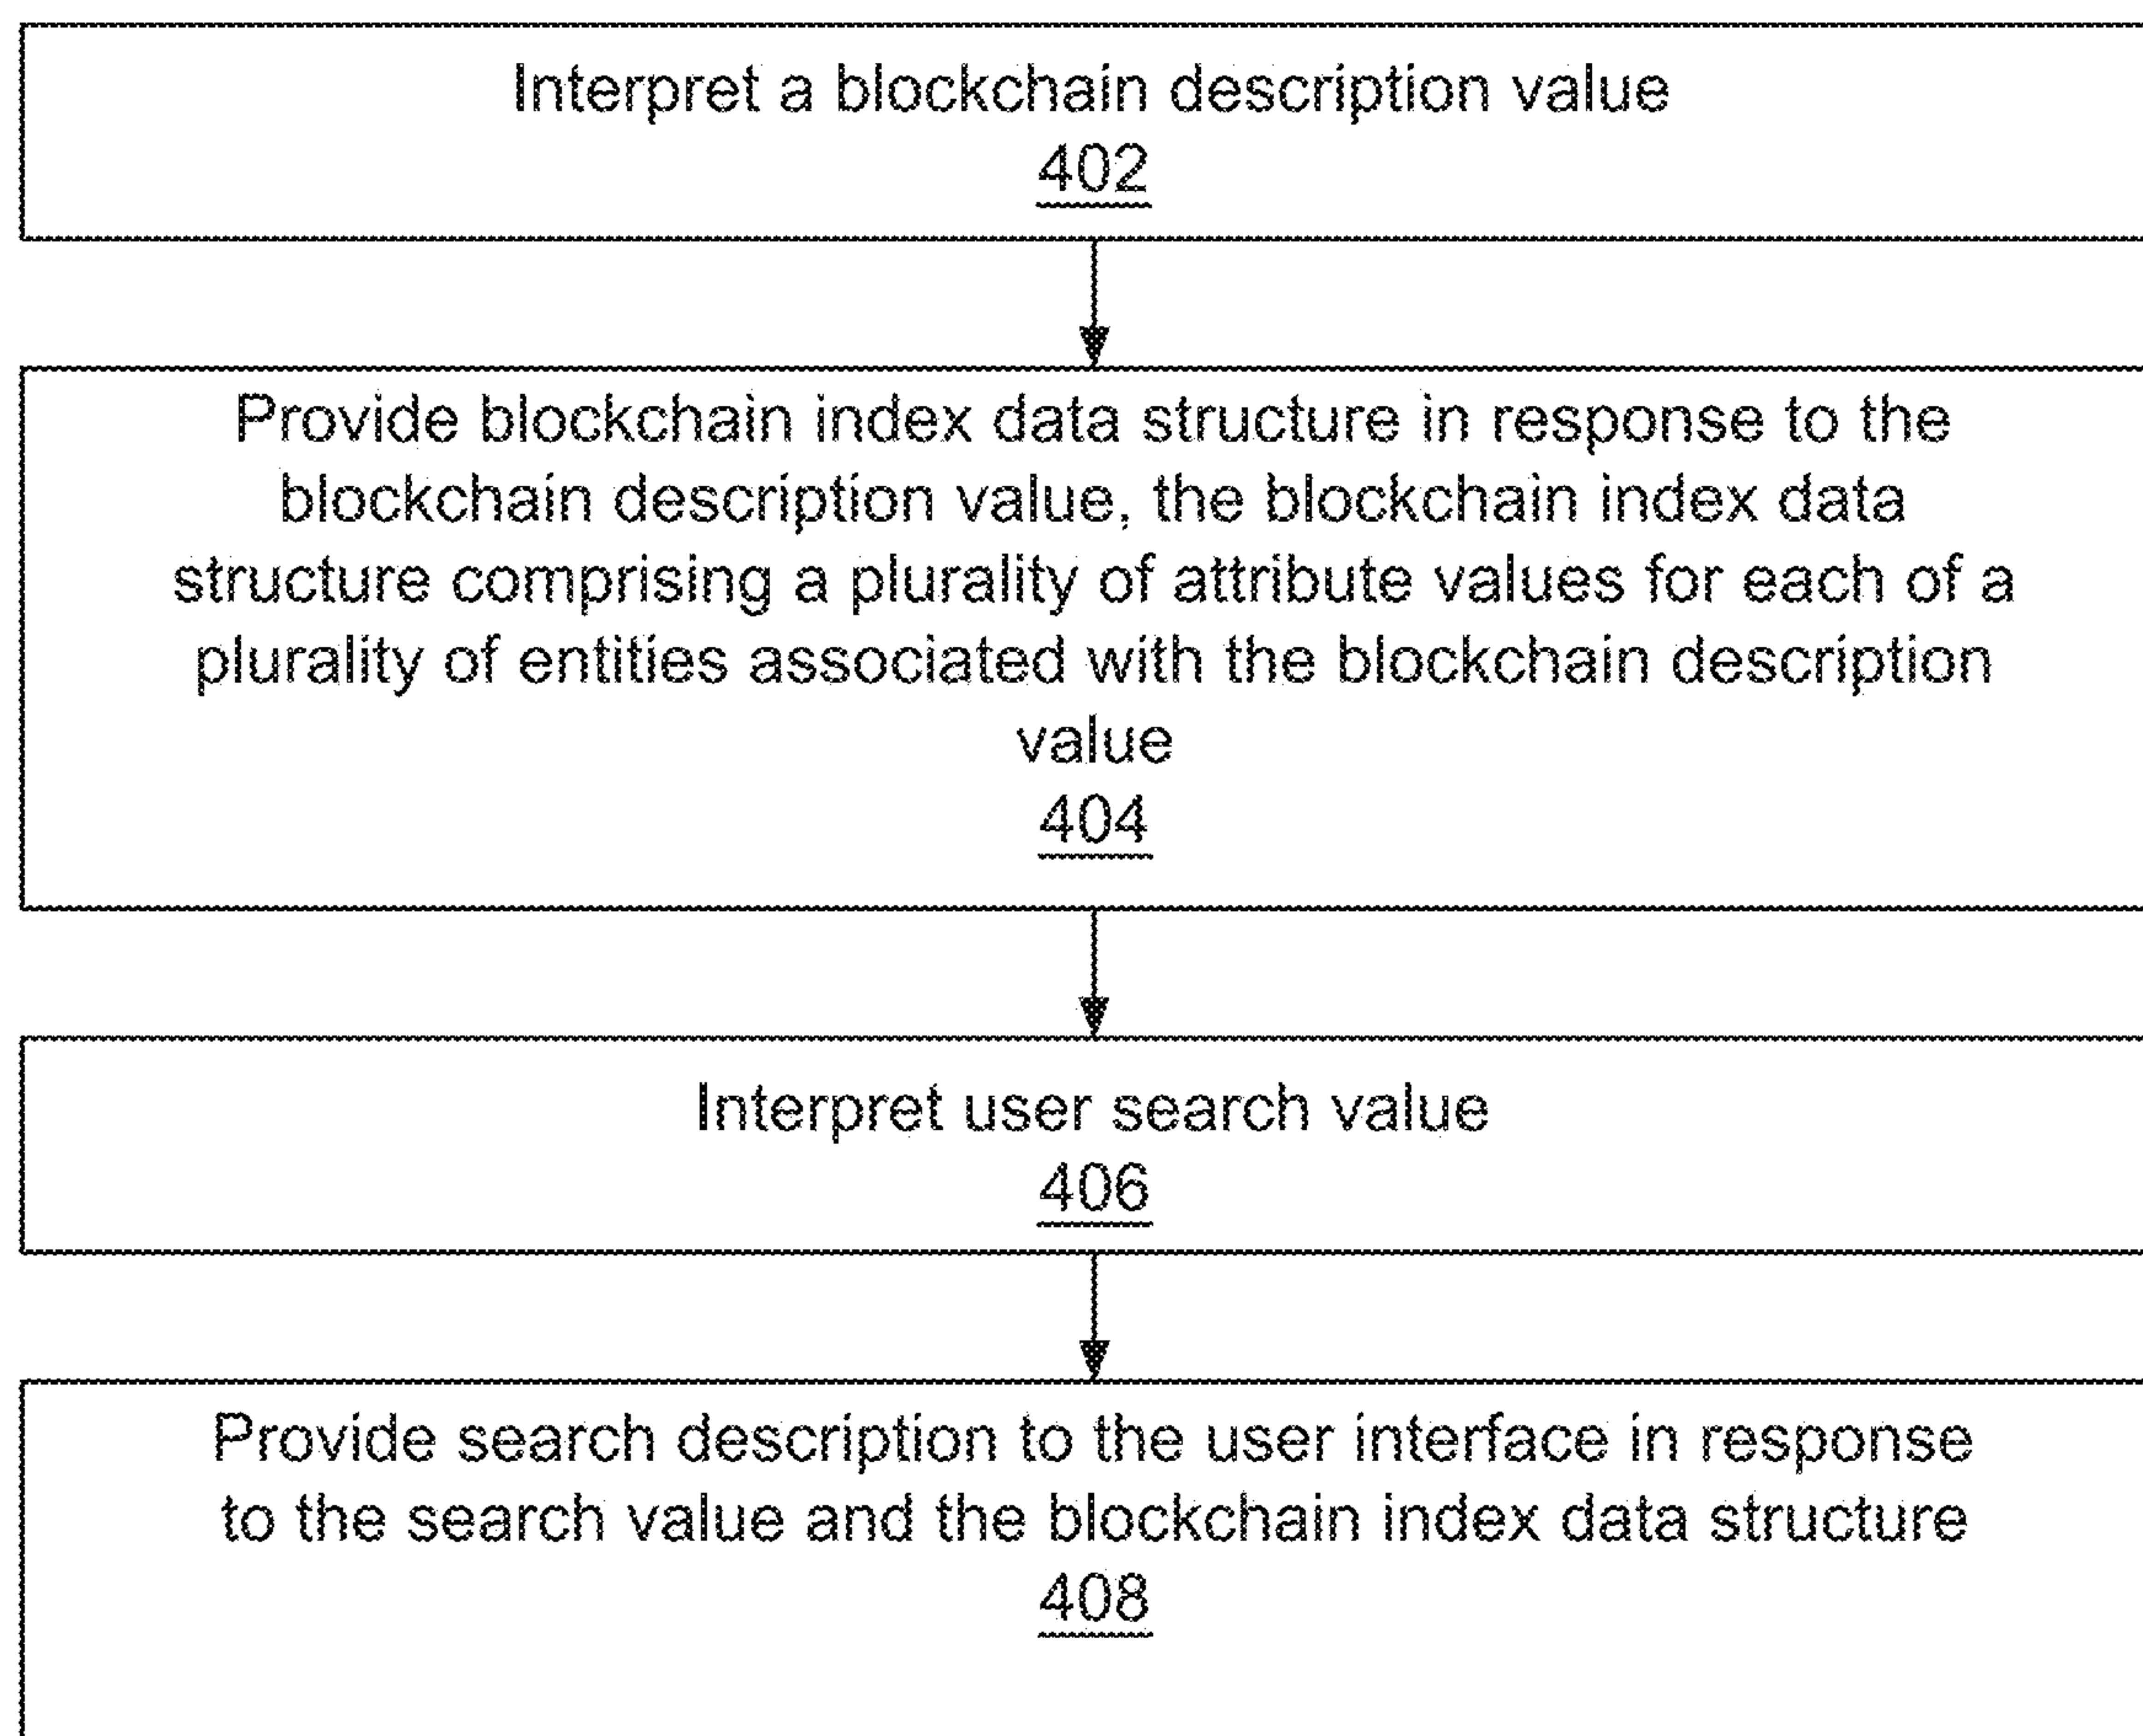 Interpret a blockchain description value
402
Provide blockchain index data structure in response to the
blockchain description value, the blockchain index data
structure comprising a plurality of attribute values for each of a
plurality of entities associated with the blockchain description
value
404
Interpret user search value
406
Provide search description to the user interface in response
to the search value and the blockchain index data structure
408